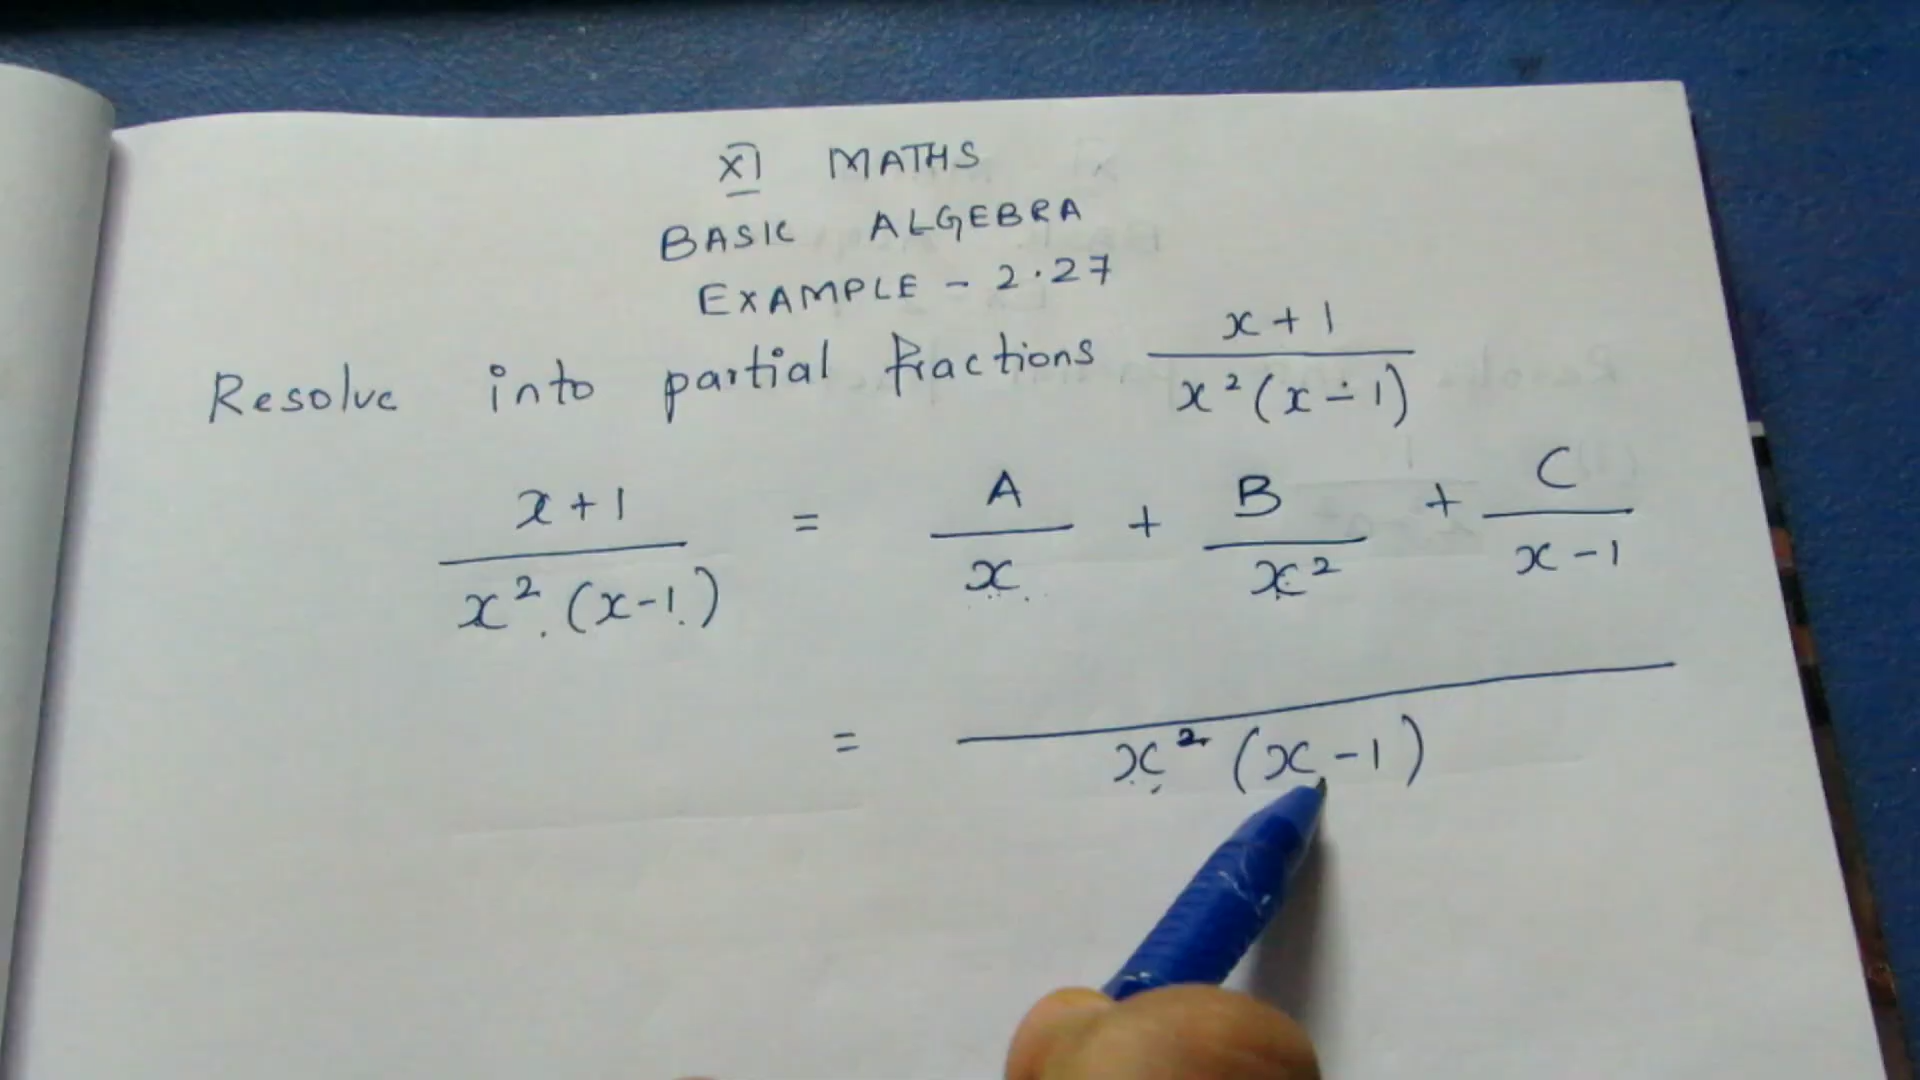 XI MATHS
BASIC ALGEBRA
EXAMPLE - 2.27
Resolve into partial fractions (x+1)/(x²(x-1))
(x+1)/(x²(x-1)) = A/x + B/x² + C/(x-1)
= /(x²(x-1))